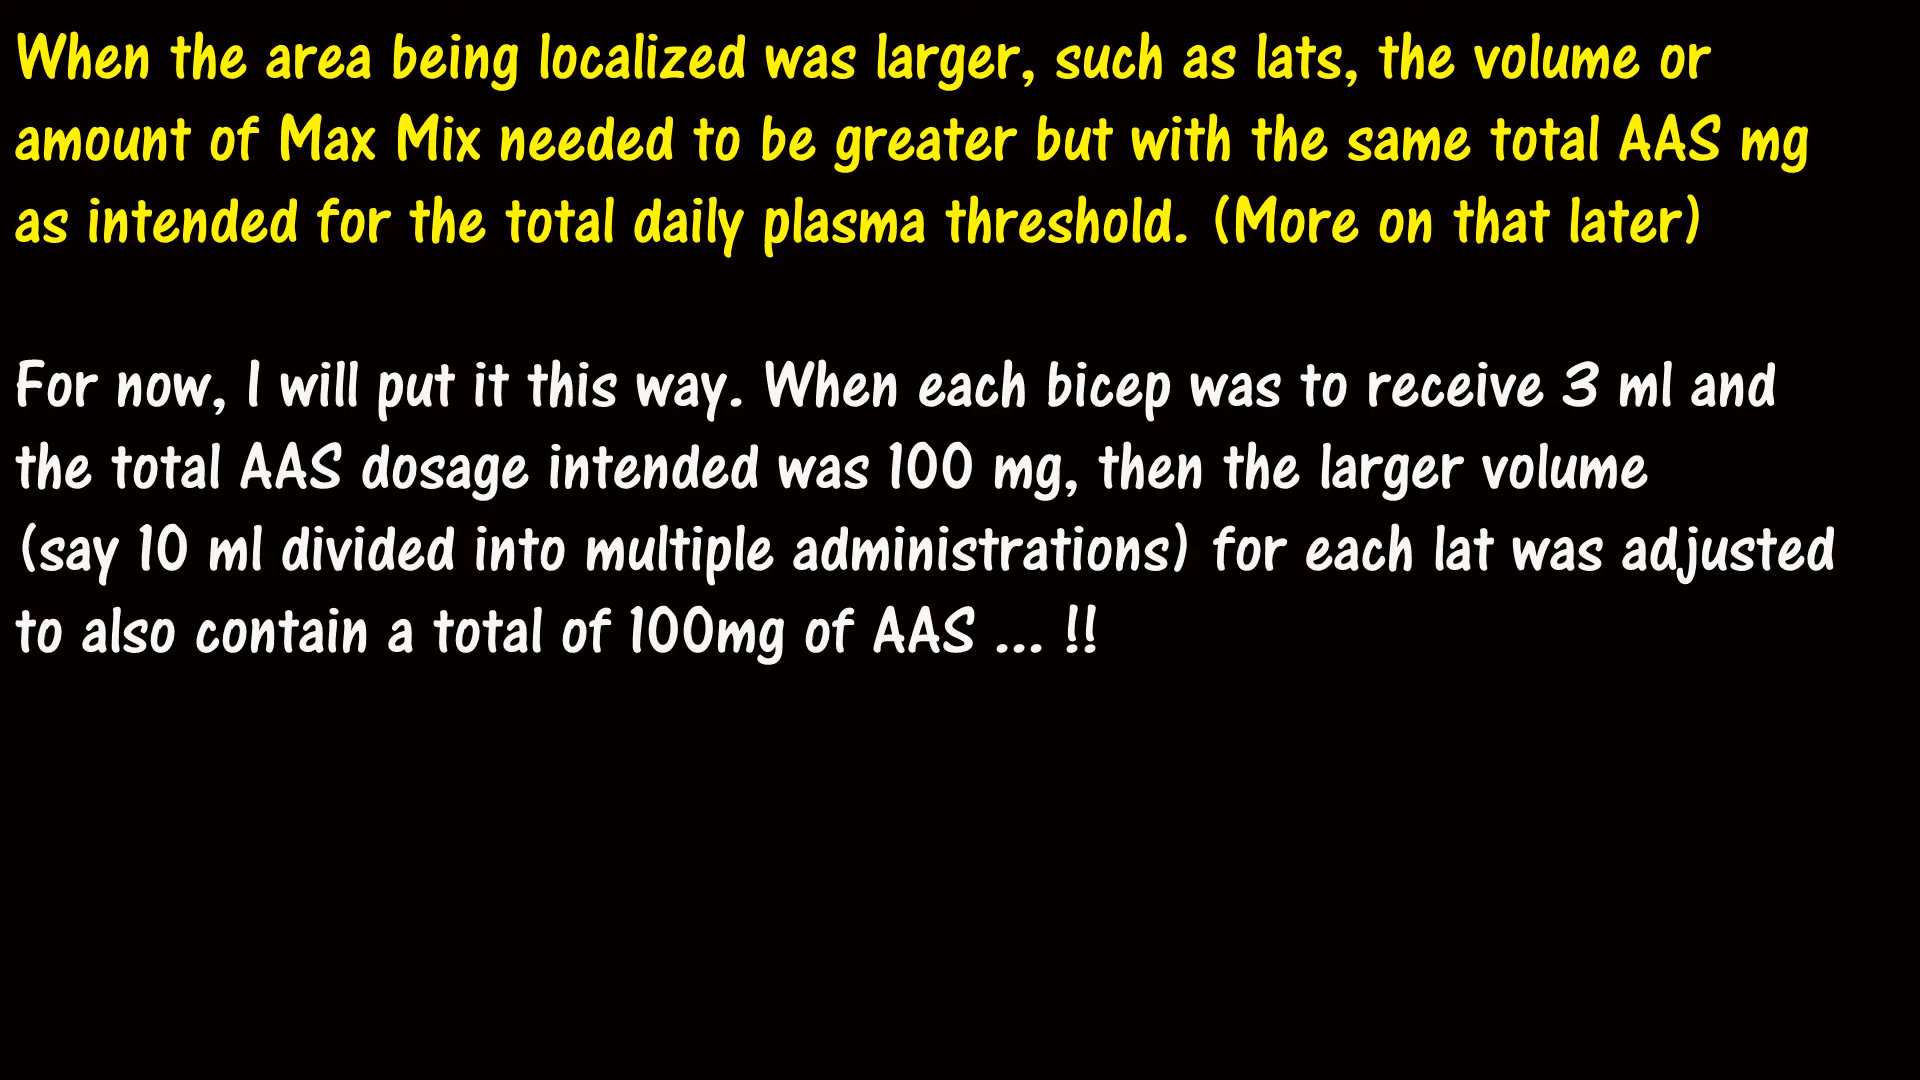 When the area being localized was larger, such as lats, the volume or
amount of Max Mix needed to be greater but with the same total AAS mg
as intended for the total daily plasma threshold. (More on that later)
For now, I will put it this way. When each bicep was to receive 3 ml and
the total AAS dosage intended was 100 mg, then the larger volume
(say 10 ml divided into multiple administrations) for each lat was adjusted
to also contain a total of 100mg of AAS ... !!